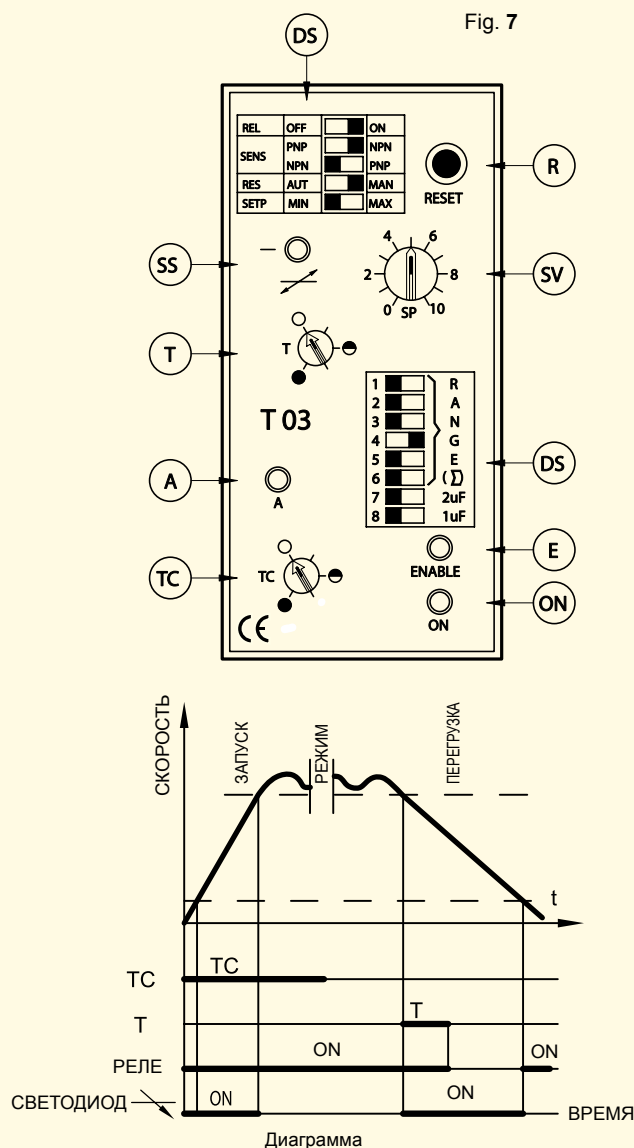 Fig. 7
DS
REL OFF ON
SENS PNP NPN
NPN PNP
RES AUT MAN
SETP MIN MAX
RESET
R
SS
4 6
2 8
0 SP 10
SV
T
T
T 03
1 R
2 A
3 N
4 G
5 E
6 (Σ)
7 2uF
8 1uF
DS
A
A
E
ENABLE
TC
TC
ON
ON
CE
СКОРОСТЬ
ЗАПУСК
РЕЖИМ
ПЕРЕГРУЗКА
t
TC TC
T T
РЕЛЕ ON ON
СВЕТОДИОД ON ON ВРЕМЯ
Диаграмма